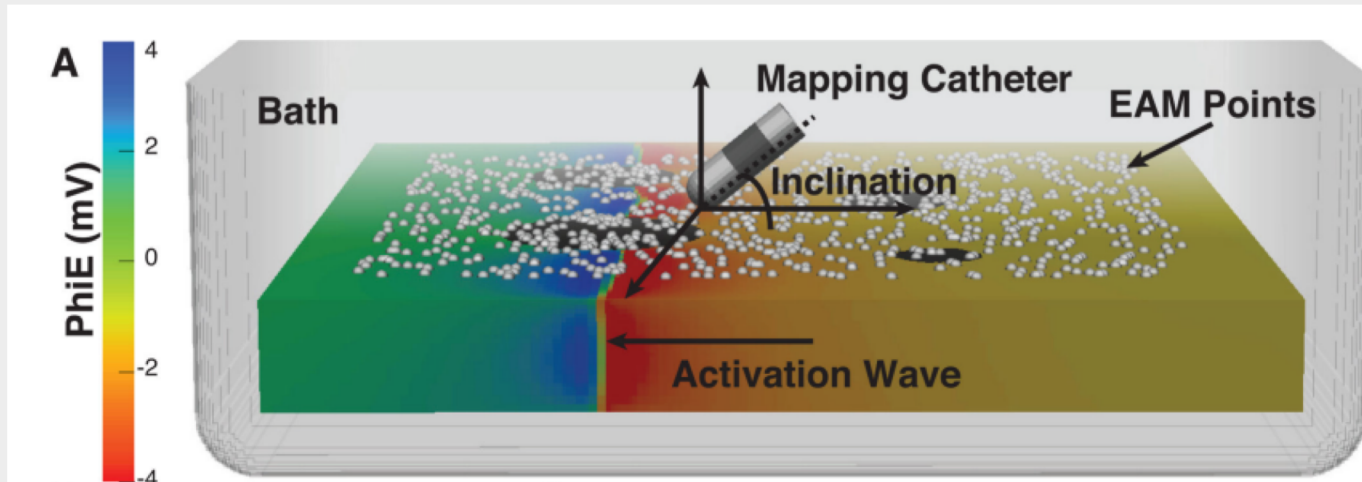 A
PhiE (mV)
4
2
0
-2
-4
Bath
Mapping Catheter
EAM Points
Inclination
Activation Wave